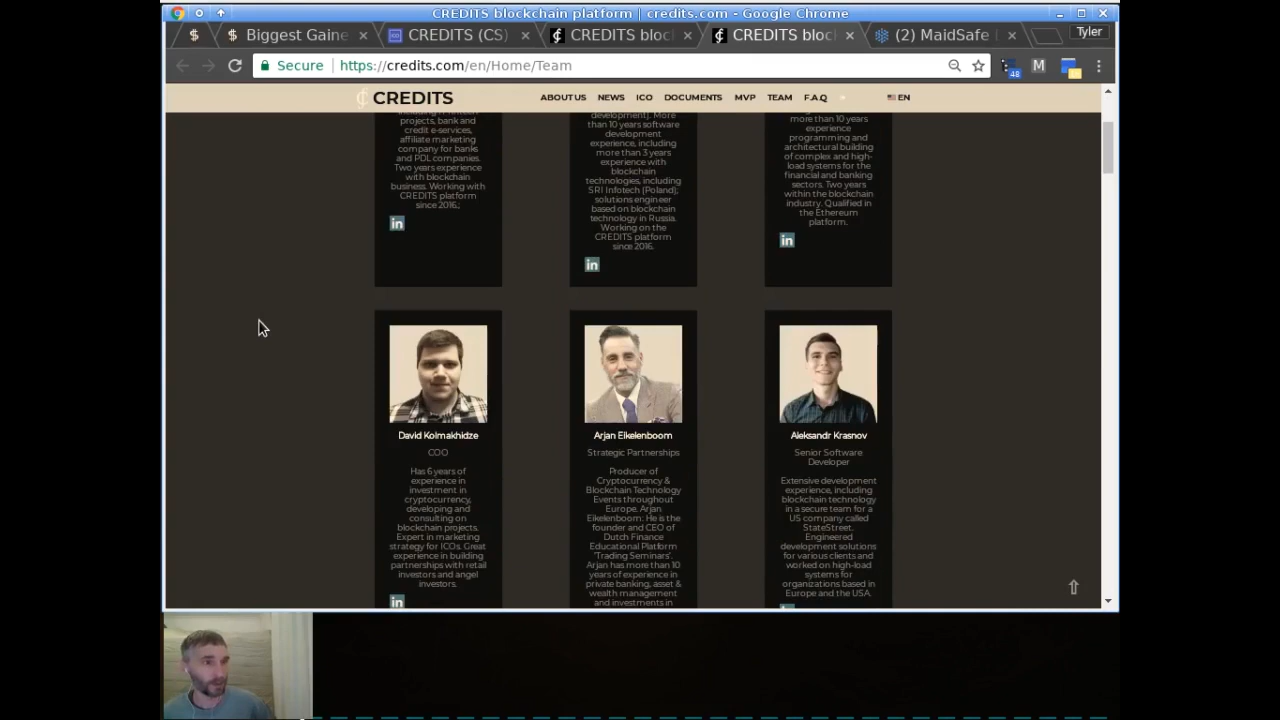 CREDITS blockchain platform | credits.com - Google Chrome
Biggest Gaine
CREDITS (CS)
CREDITS bloc
CREDITS bloc
(2) MaidSafe
Tyler
Secure
https://credits.com/en/Home/Team
48
M
CREDITS
ABOUT US
NEWS
ICO
DOCUMENTS
MVP
TEAM
F.A.Q
EN
projects, bank and
credit e-services,
affiliate marketing
company for banks
and PDL companies.
Two years experience
with blockchain
business. Working with
CREDITS platform
since 2016.;
in
development). More
than 10 years software
development
experience, including
more than 3 years
experience with
blockchain
technologies, including
SRI Infotech (Poland);
solutions engineer
based on blockchain
technology in Russia.
Working on the
CREDITS platform
since 2016.
in
more than 10 years
experience
programming and
architectural building
of complex and high-
load systems for the
financial and banking
sectors. Two years
within the blockchain
industry. Qualified in
the Ethereum
platform.
in
David Kolmakhidze
COO
Has 6 years of
experience in
investment in
cryptocurrency,
developing and
consulting on
blockchain projects.
Expert in marketing
strategy for ICOs. Great
experience in building
partnerships with retail
investors and angel
investors.
in
Arjan Eikelenboom
Strategic Partnerships
Producer of
Cryptocurrency &
Blockchain Technology
Events throughout
Europe. Arjan
Eikelenboom: He is the
founder and CEO of
Dutch Finance
Educational Platform
"Trading Seminars".
Arjan has more than 10
years of experience in
private banking, asset &
wealth management
and investments in
Aleksandr Krasnov
Senior Software
Developer
Extensive development
experience, including
blockchain technology
in a secure team for a
US company called
StateStreet.
Engineered
development solutions
for various clients and
worked on high-load
systems for
organizations based in
Europe and the USA.